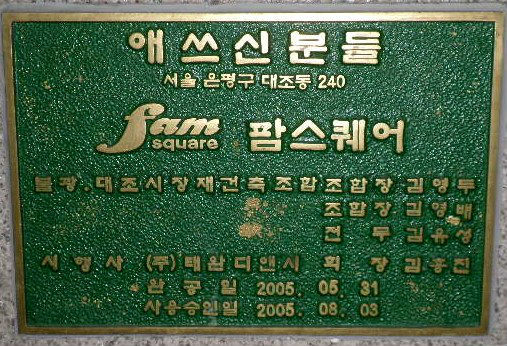 애쓰신분들
서울 은평구 대조동 240
fam square 팜스퀘어
불광.대조시장재건축조합조합장 김영두
조합장 김영배
전 무 김유성
시 행 사 (주)태완디앤시 회 장 김홍진
완 공 일 2005. 05. 31
사용승인일 2005. 08. 03